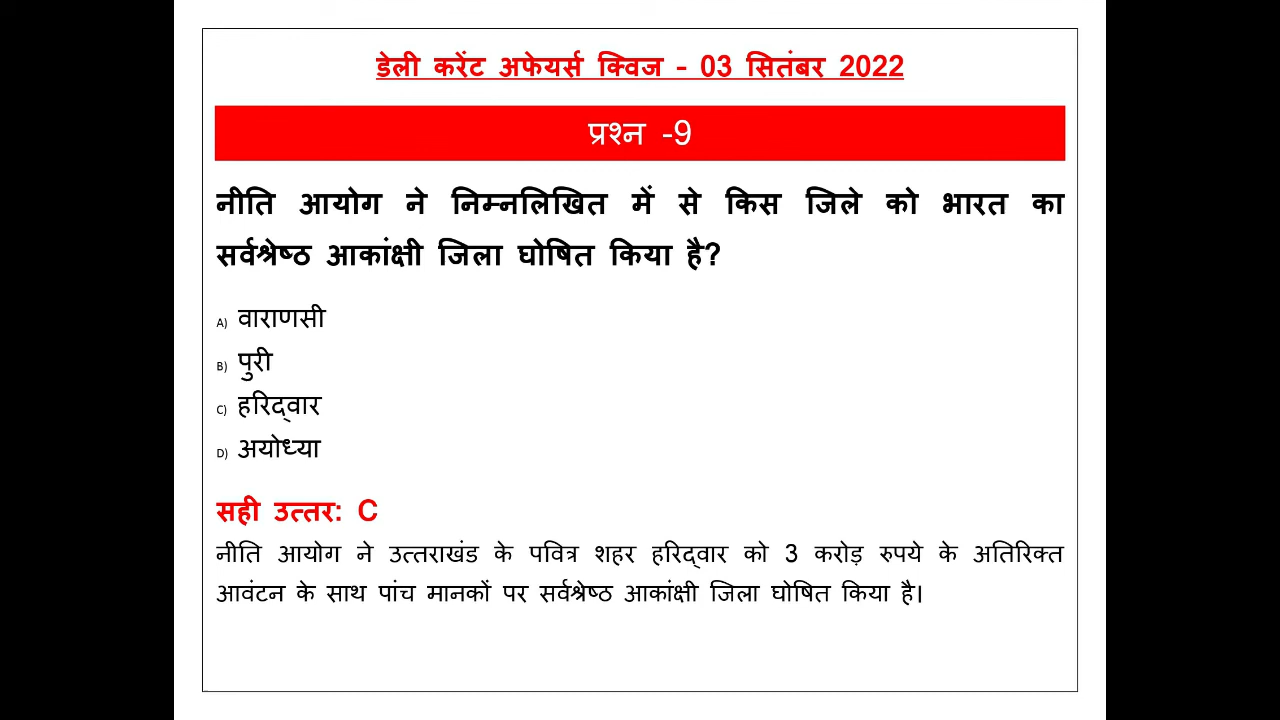 डेली करेंट अफेयर्स क्विज - 03 सितंबर 2022
प्रश्न -9
नीति आयोग ने निम्नलिखित में से किस जिले को भारत का
सर्वश्रेष्ठ आकांक्षी जिला घोषित किया है?
A) वाराणसी
B) पुरी
C) हरिद्वार
D) अयोध्या
सही उत्तर: C
नीति आयोग ने उत्तराखंड के पवित्र शहर हरिद्वार को 3 करोड़ रुपये के अतिरिक्त
आवंटन के साथ पांच मानकों पर सर्वश्रेष्ठ आकांक्षी जिला घोषित किया है।